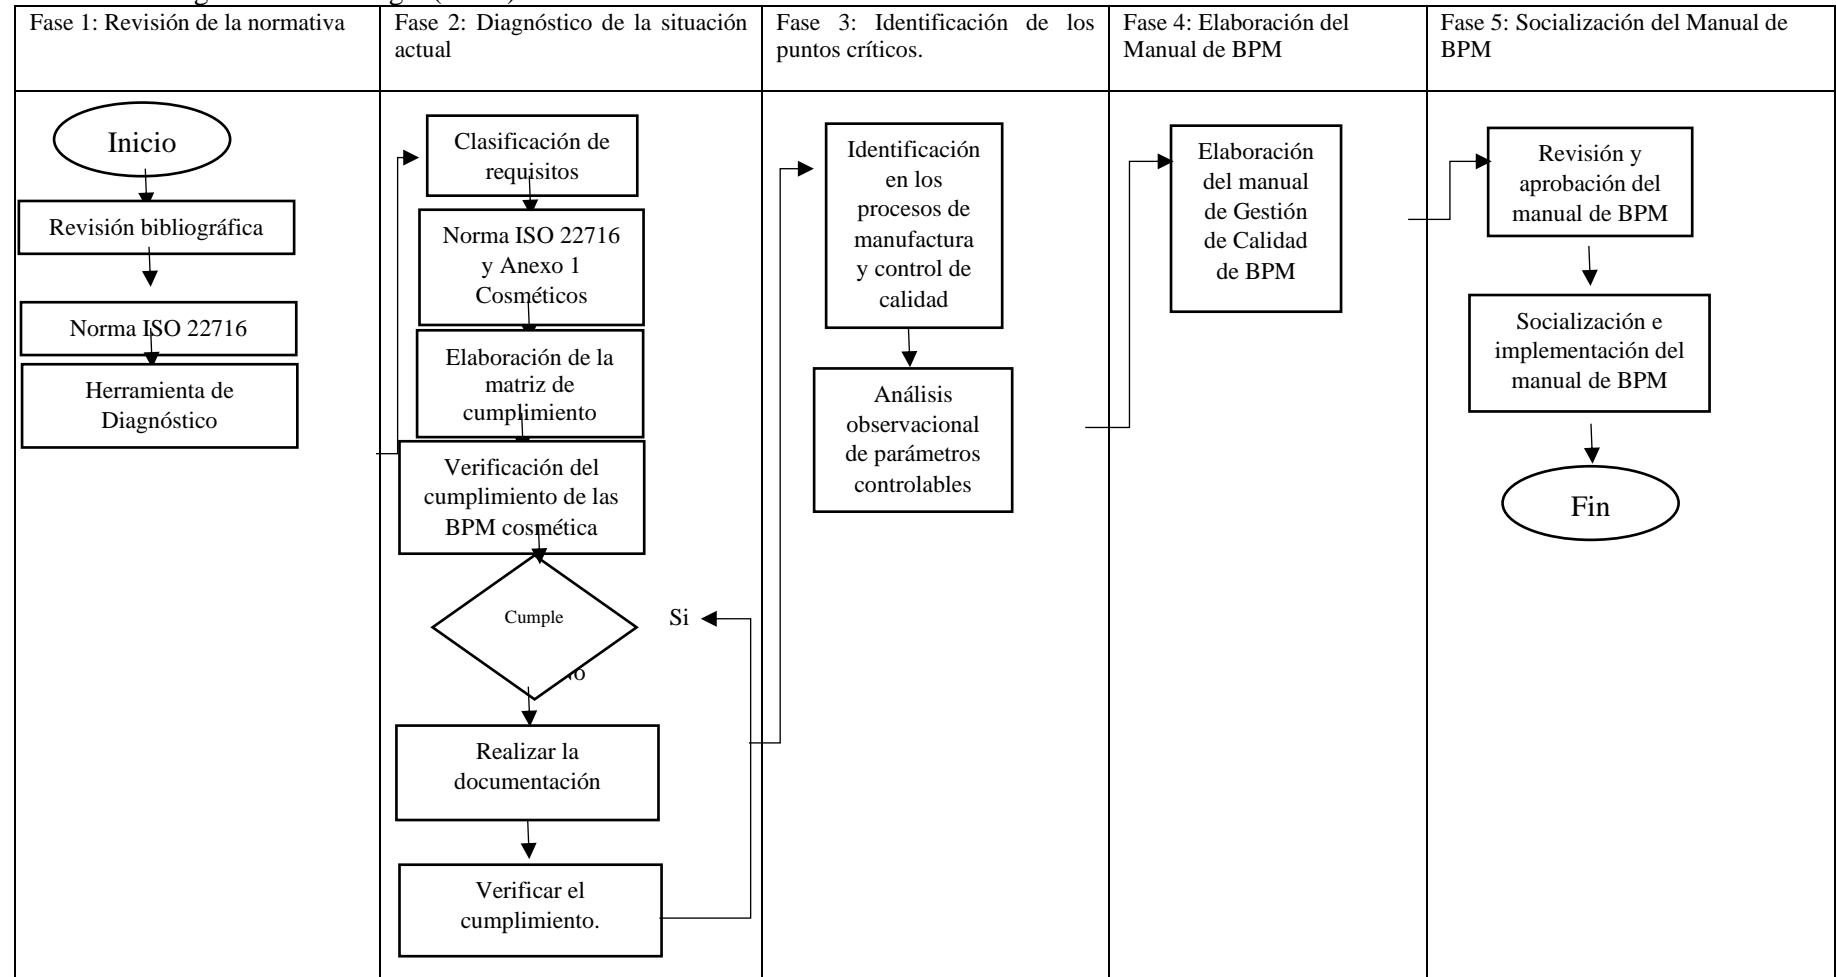 Fase 1: Revisión de la normativa
Fase 2: Diagnóstico de la situación
actual
Fase 3: Identificación de los
puntos críticos.
Fase 4: Elaboración del
Manual de BPM
Fase 5: Socialización del Manual de
BPM
Inicio
Revisión bibliográfica
Norma ISO 22716
Herramienta de
Diagnóstico
Clasificación de
requisitos
Norma ISO 22716
y Anexo 1
Cosméticos
Elaboración de la
matriz de
cumplimiento
Verificación del
cumplimiento de las
BPM cosmética
Cumple
Si
Realizar la
documentación
Verificar el
cumplimiento.
Identificación
en los
procesos de
manufactura
y control de
calidad
Análisis
observacional
de parámetros
controlables
Elaboración
del manual
de Gestión
de Calidad
de BPM
Revisión y
aprobación del
manual de BPM
Socialización e
implementación del
manual de BPM
Fin